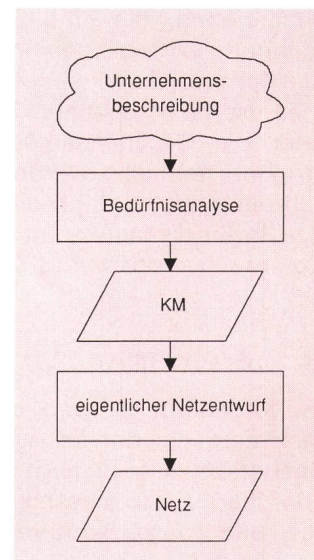 Unternehmens-
beschreibung
Bedürfnisanalyse
KM
eigentlicher Netzentwurf
Netz